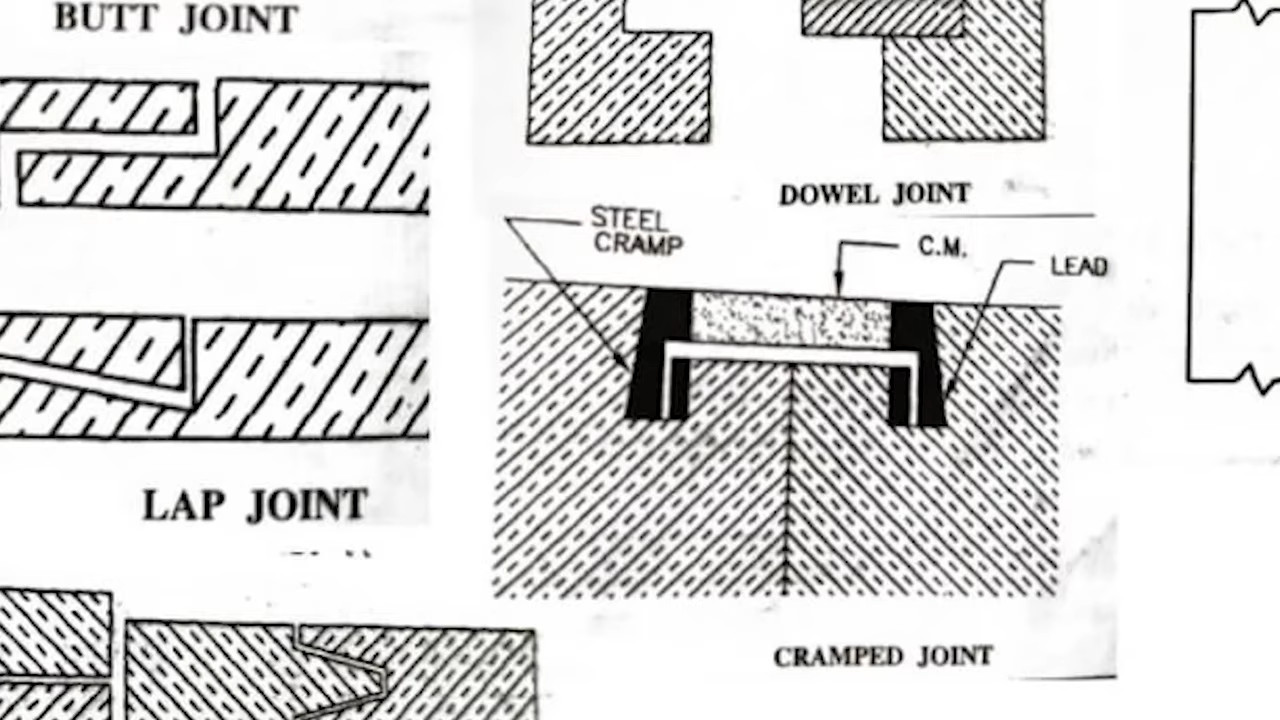 BUTT JOINT
DOWEL JOINT
STEEL
CRAMP
C.M.
LEAD
LAP JOINT
CRAMPED JOINT